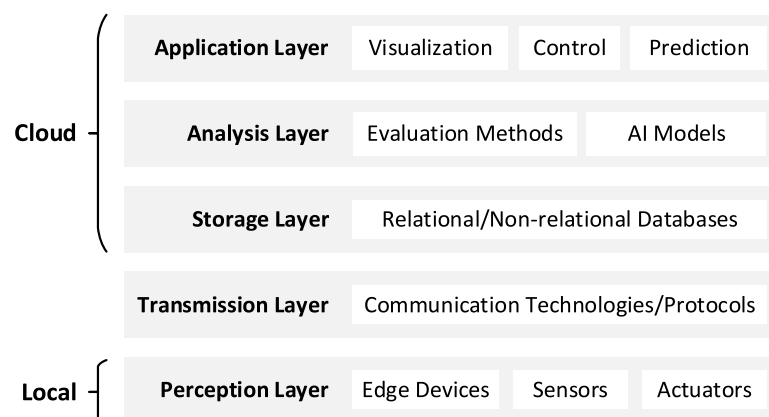 Application Layer Visualization Control Prediction
Cloud Analysis Layer Evaluation Methods AI Models
Storage Layer Relational/Non-relational Databases
Transmission Layer Communication Technologies/Protocols
Local Perception Layer Edge Devices Sensors Actuators